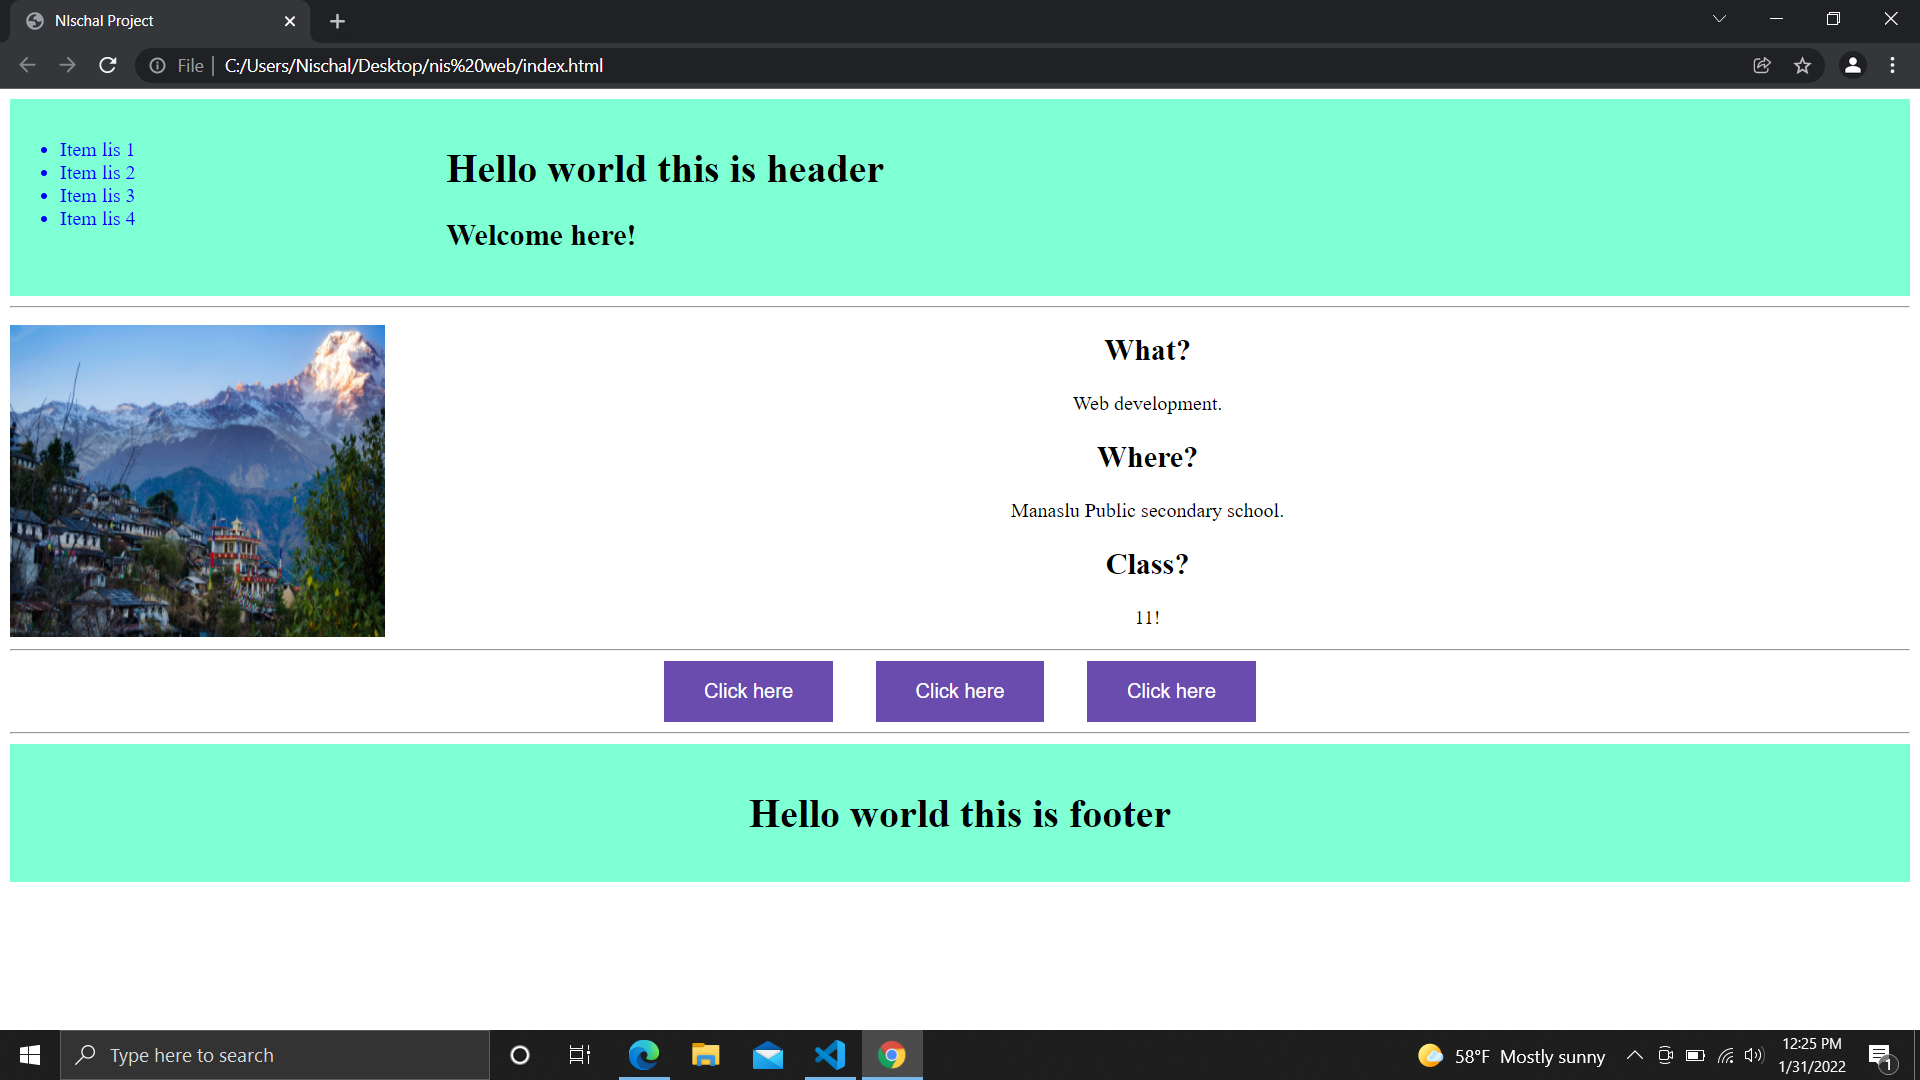 NIschal Project
File
C:/Users/Nischal/Desktop/nis%20web/index.html
Item lis 1
Item lis 2
Item lis 3
Item lis 4
Hello world this is header
Welcome here!
What?
Web development.
Where?
Manaslu Public secondary school.
Class?
11!
Click here
Click here
Click here
Hello world this is footer
Type here to search
58°F Mostly sunny
12:25 PM
1/31/2022
1